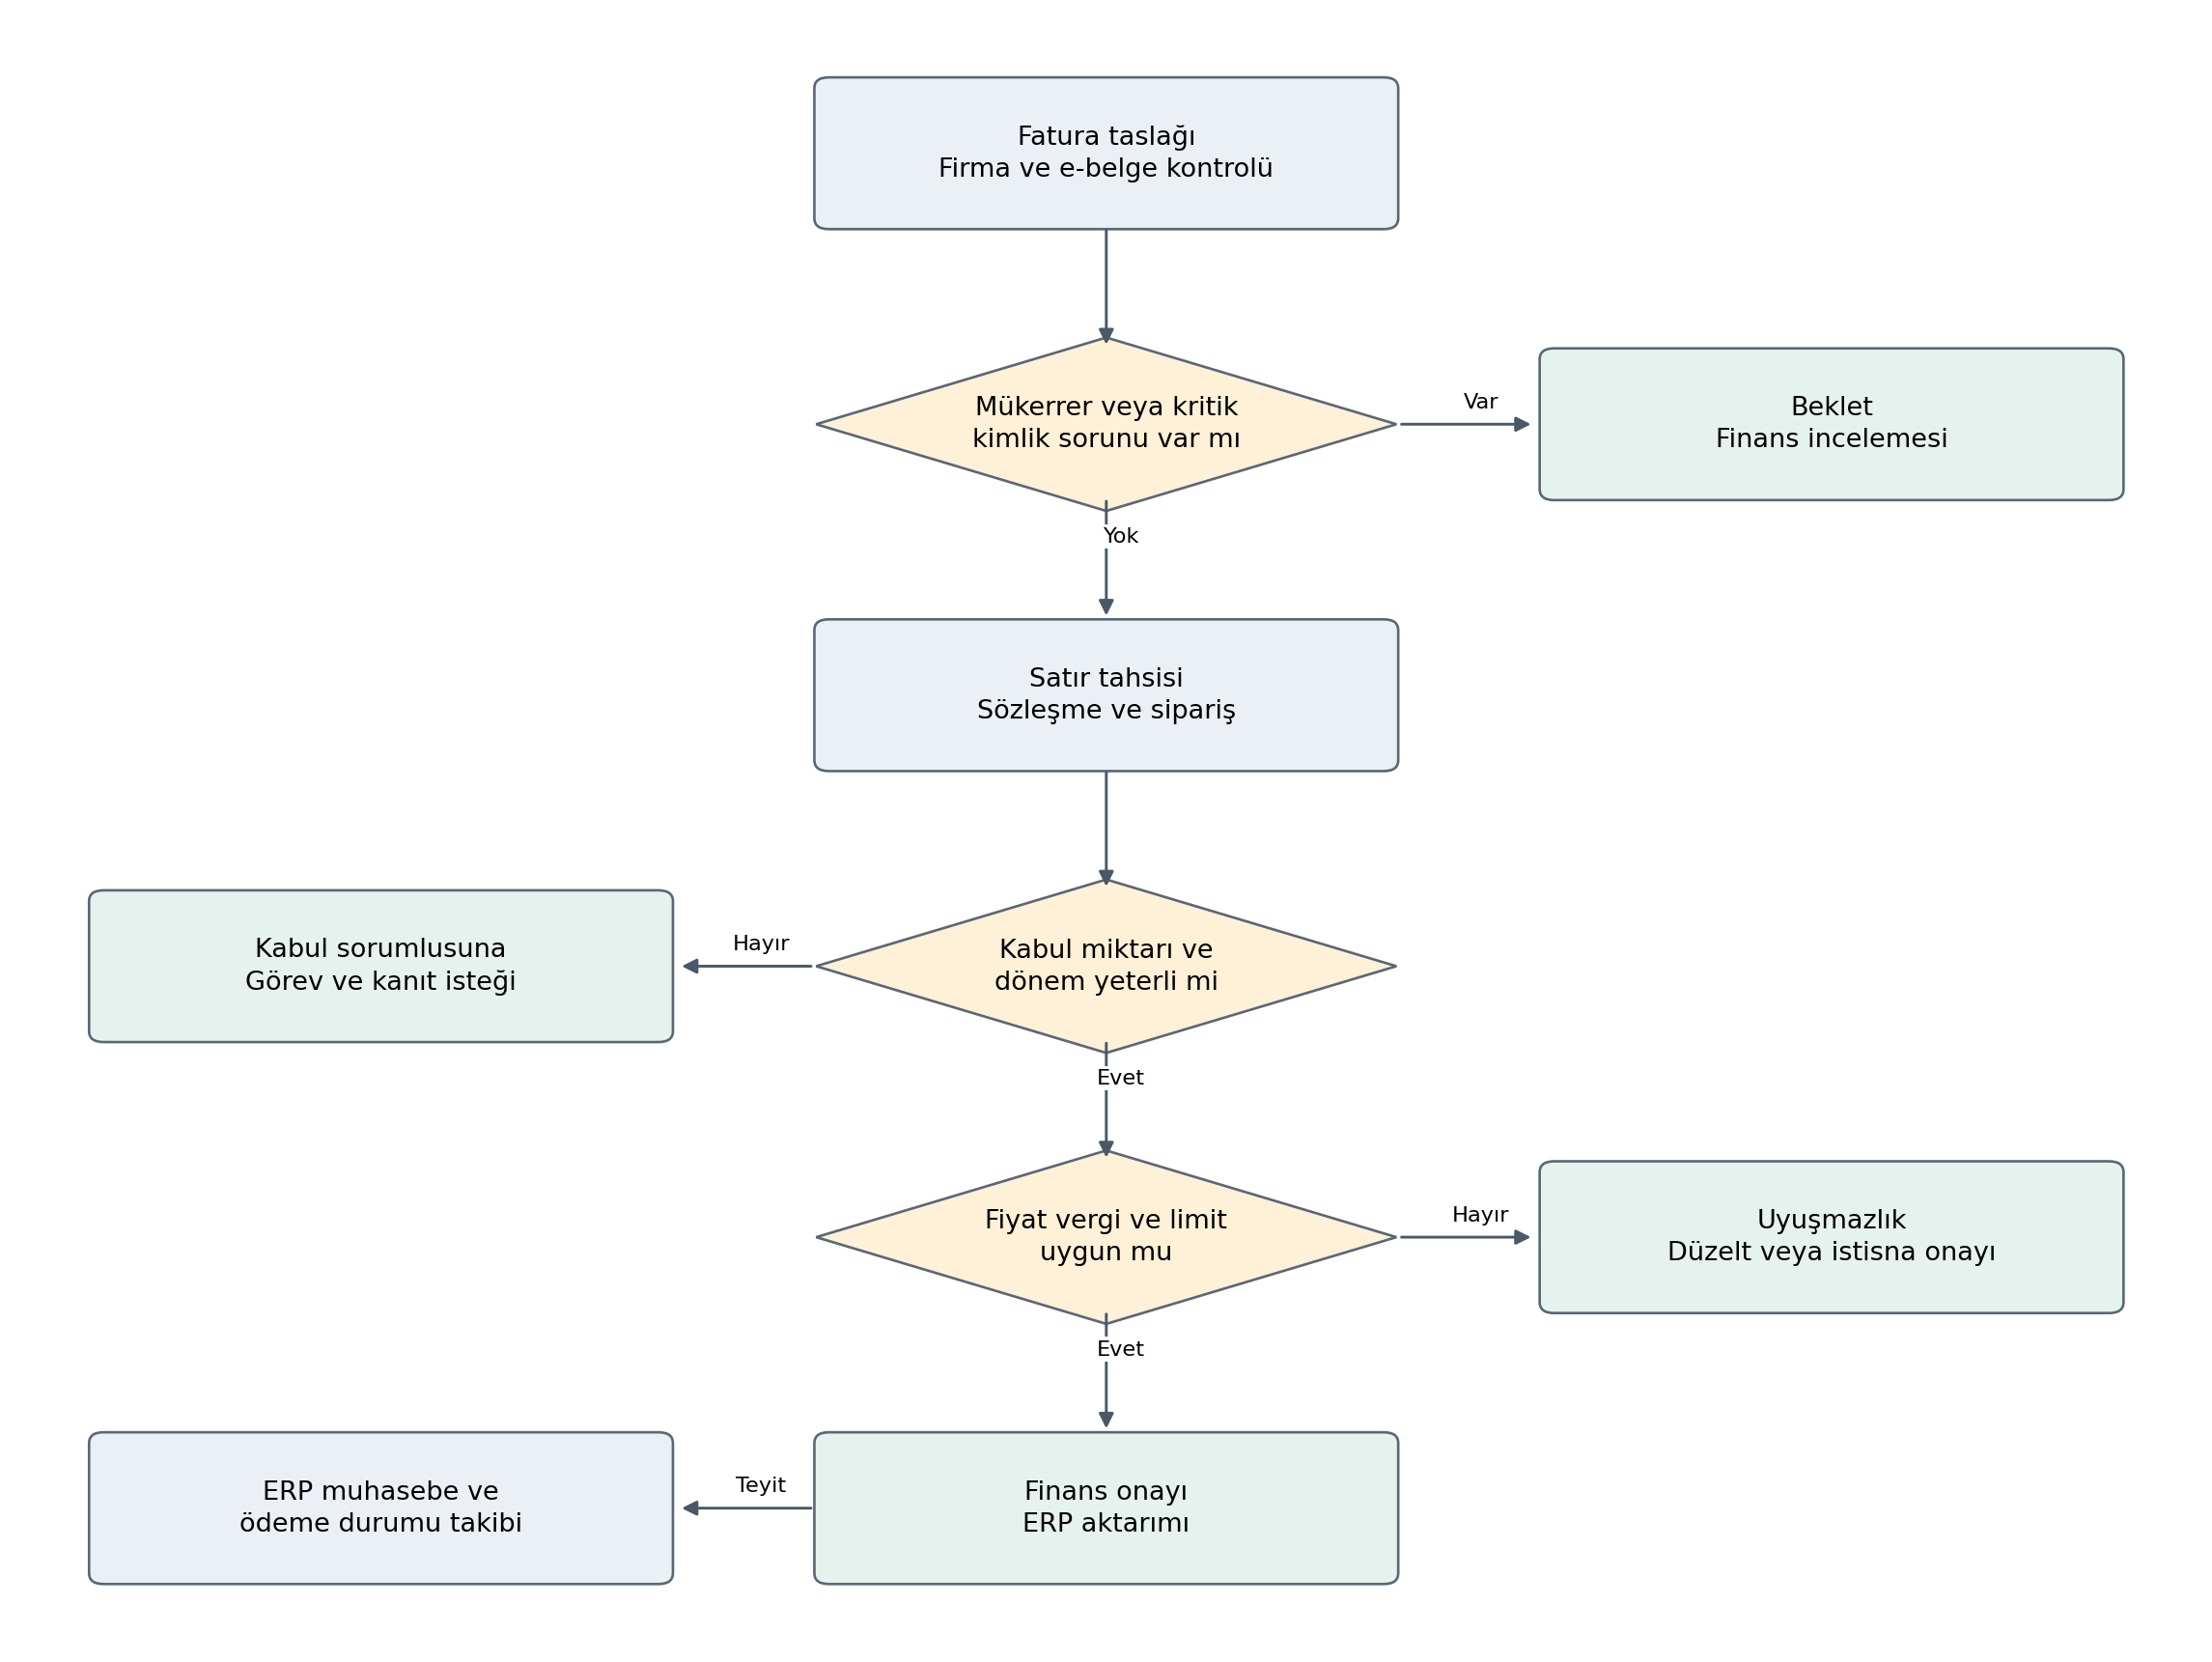 Fatura taslağı
Firma ve e-belge kontrolü
Mükerrer veya kritik
kimlik sorunu var mı
Var
Beklet
Finans incelemesi
Yok
Satır tahsisi
Sözleşme ve sipariş
Kabul sorumlusuna
Görev ve kanıt isteği
Hayır
Kabul miktarı ve
dönem yeterli mi
Evet
Fiyat vergi ve limit
uygun mu
Hayır
Uyuşmazlık
Düzelt veya istisna onayı
Evet
ERP muhasebe ve
ödeme durumu takibi
Teyit
Finans onayı
ERP aktarımı